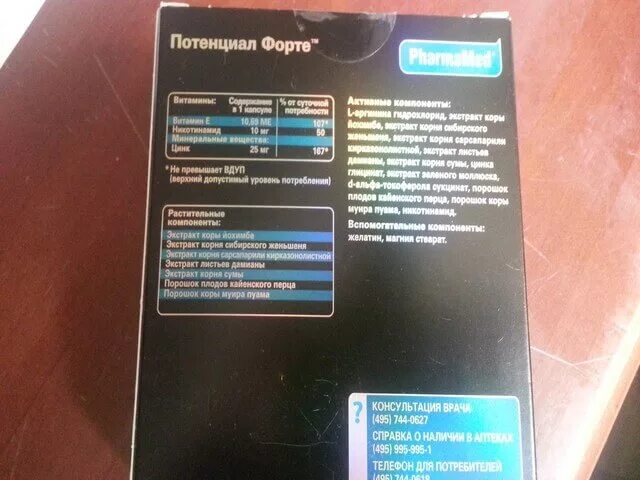 Потенциал Форте™
PharmaMed®
Витамины: Содержание в 1 капсуле % от суточной потребности
Витамин Е 10,69 МЕ 107*
Никотинамид 10 мг 50
Минеральные вещества:
Цинк 25 мг 167*
* Не превышает ВДУП
(верхний допустимый уровень потребления)
Растительные
компоненты:
Экстракт коры йохимбе
Экстракт корня сибирского женьшеня
Экстракт корня сарсапарили кирказонолистной
Экстракт листьев дамианы
Экстракт корня сумы
Порошок плодов кайенского перца
Порошок коры муира пуама
Активные компоненты:
L-аргинина гидрохлорид, экстракт коры
йохимбе, экстракт корня сибирского
женьшеня, экстракт корня сарсапарили
кирказонолистной, экстракт листьев
дамианы, экстракт корня сумы, цинка
глицинат, экстракт зеленого моллюска,
d-альфа-токоферола сукцинат, порошок
плодов кайенского перца, порошок коры
муира пуама, никотинамид.
Вспомогательные компоненты:
желатин, магния стеарат.
? КОНСУЛЬТАЦИЯ ВРАЧА
(495) 744-0627
СПРАВКА О НАЛИЧИИ В АПТЕКАХ
(495) 995-995-1
ТЕЛЕФОН ДЛЯ ПОТРЕБИТЕЛЕЙ
(495) 744-0618